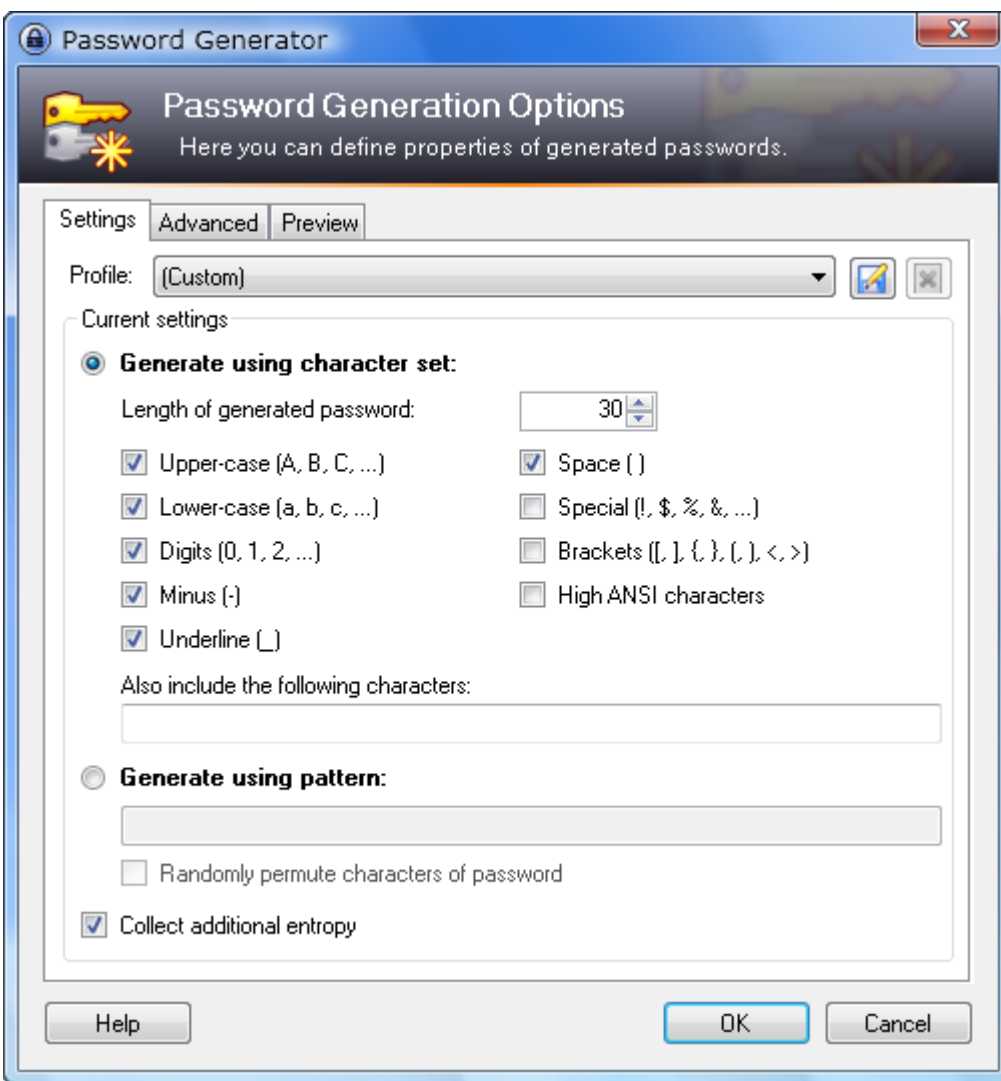 Password Generator
Password Generation Options
Here you can define properties of generated passwords.
Settings Advanced Preview
Profile: (Custom)
Current settings
Generate using character set:
Length of generated password: 30
Upper-case (A, B, C, ...) Space ( )
Lower-case (a, b, c, ...) Special (!, $, %, &, ...)
Digits (0, 1, 2, ...) Brackets ([, ], {, }, (, ), <, >)
Minus (-) High ANSI characters
Underline (_)
Also include the following characters:
Generate using pattern:
Randomly permute characters of password
Collect additional entropy
Help OK Cancel